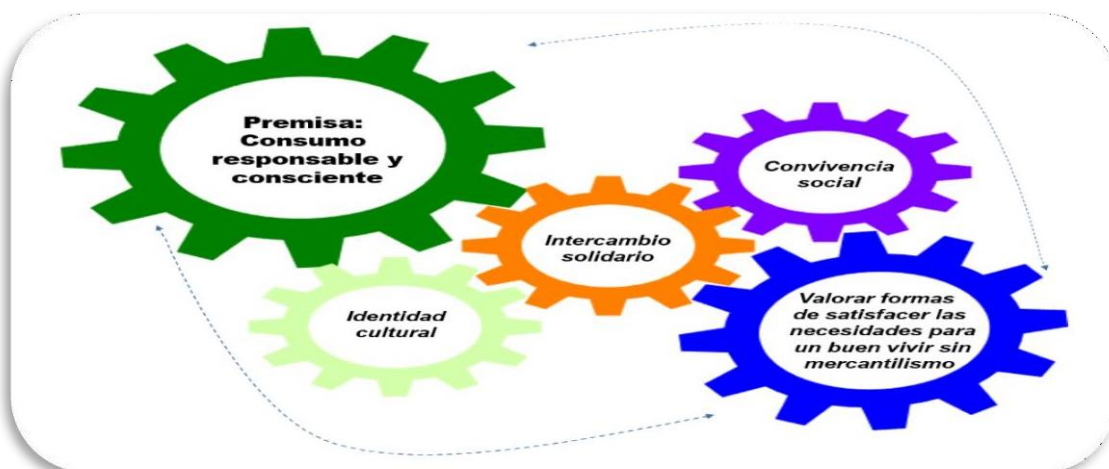 Premisa:
Consumo
responsable y
consciente
Convivencia
social
Intercambio
solidario
Identidad
cultural
Valorar formas
de satisfacer las
necesidades para
un buen vivir sin
mercantilismo